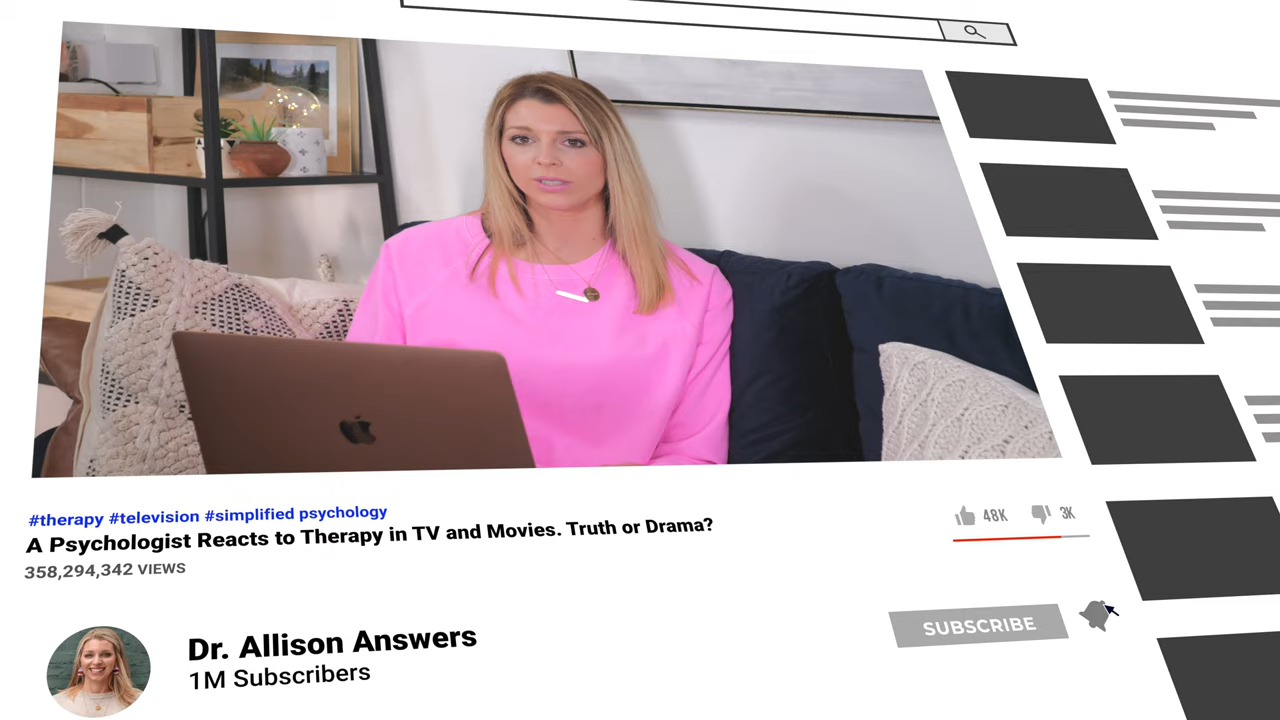 #therapy #television #simplified psychology
A Psychologist Reacts to Therapy in TV and Movies. Truth or Drama?
358,294,342 VIEWS
48K
3K
Dr. Allison Answers
1M Subscribers
SUBSCRIBE